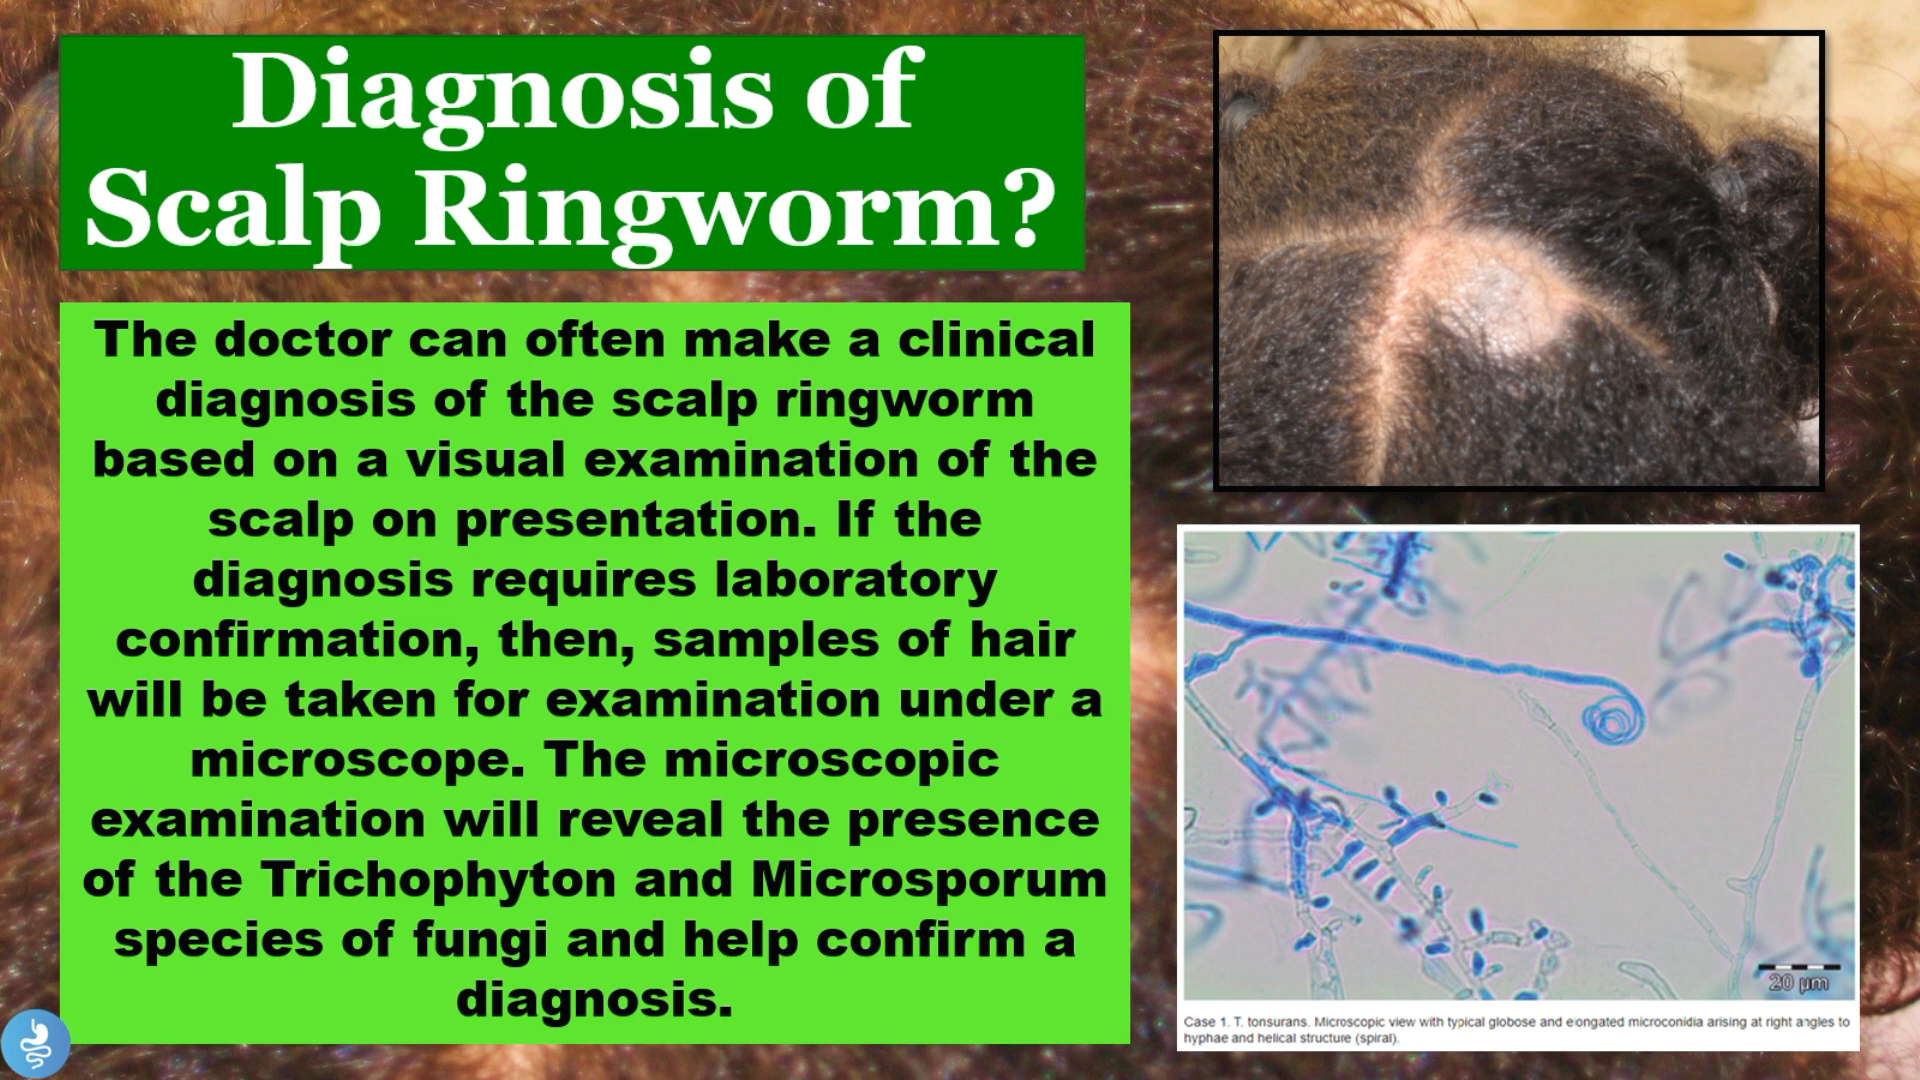 Diagnosis of
Scalp Ringworm?
The doctor can often make a clinical
diagnosis of the scalp ringworm
based on a visual examination of the
scalp on presentation. If the
diagnosis requires laboratory
confirmation, then, samples of hair
will be taken for examination under a
microscope. The microscopic
examination will reveal the presence
of the Trichophyton and Microsporum
species of fungi and help confirm a
diagnosis.
20 µm
Case 1. T. tonsurans. Microscopic view with typical globose and elongated microconidia arising at right angles to
hyphae and helical structure (spiral).